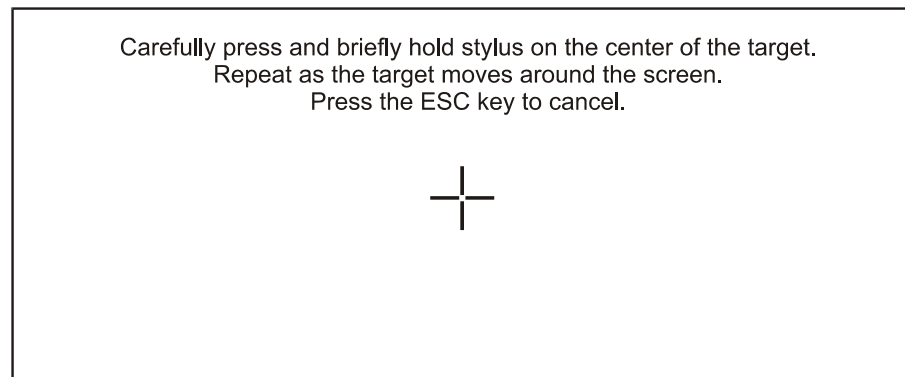 Carefully press and briefly hold stylus on the center of the target.
Repeat as the target moves around the screen.
Press the ESC key to cancel.